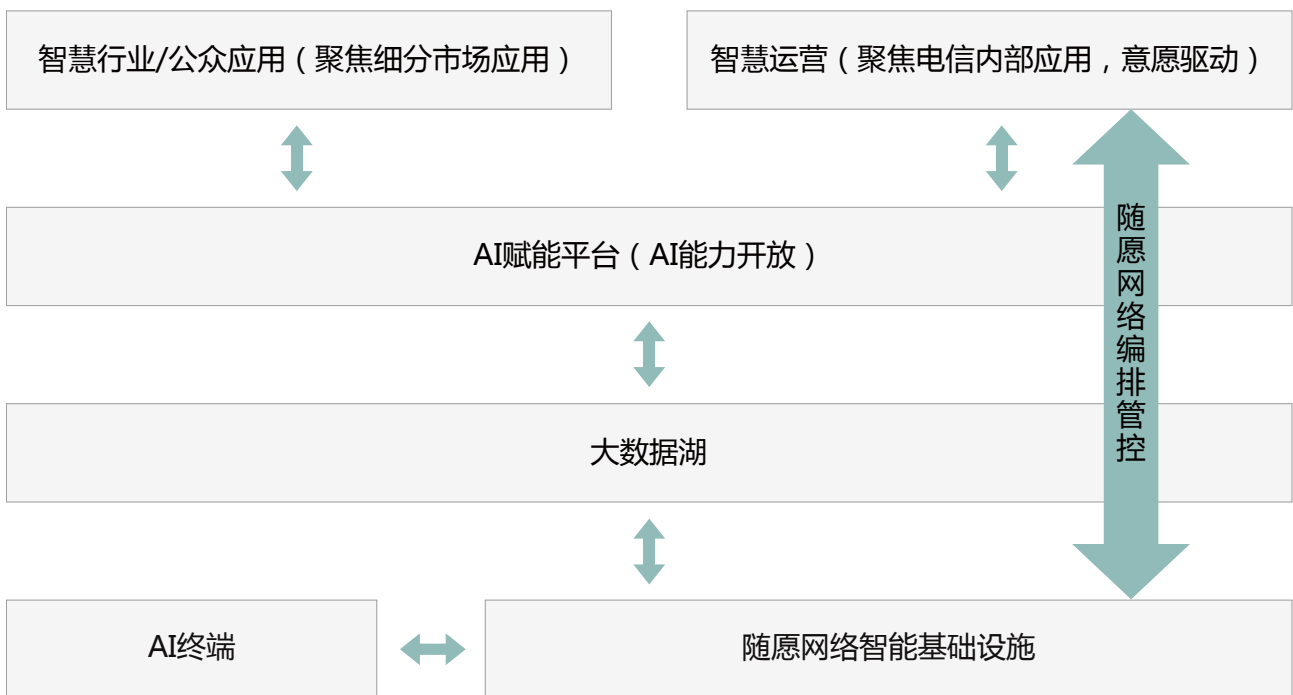 智慧行业/公众应用（聚焦细分市场应用）
智慧运营（聚焦电信内部应用，意愿驱动）
AI赋能平台（AI能力开放）
随愿网络编排管控
大数据湖
AI终端
随愿网络智能基础设施